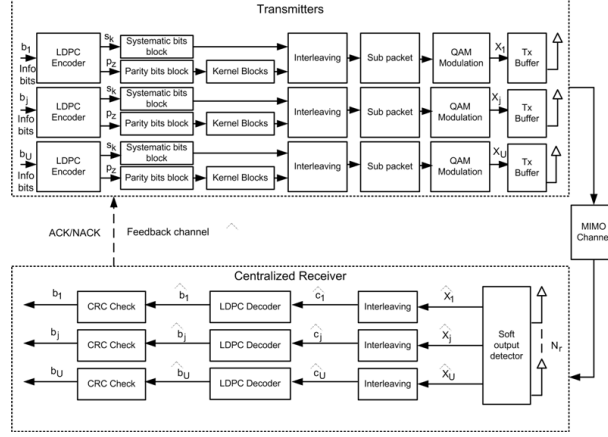 Transmitters
b1
Info
bits
LDPC
Encoder
sk
pz
Systematic bits
block
Parity bits block
Kernel Blocks
Interleaving
Sub packet
QAM
Modulation
X1
Tx
Buffer
bj
Info
bits
LDPC
Encoder
sk
pz
Systematic bits
block
Parity bits block
Kernel Blocks
Interleaving
Sub packet
QAM
Modulation
Xj
Tx
Buffer
bU
Info
bits
LDPC
Encoder
sk
pz
Systematic bits
block
Parity bits block
Kernel Blocks
Interleaving
Sub packet
QAM
Modulation
XU
Tx
Buffer
ACK/NACK
Feedback channel
MIMO
Channel
Centralized Receiver
b1
CRC Check
b̂1
LDPC Decoder
ĉ1
Interleaving
X̂1
bj
CRC Check
b̂j
LDPC Decoder
ĉj
Interleaving
X̂j
bU
CRC Check
b̂U
LDPC Decoder
ĉU
Interleaving
X̂U
Soft
output
detector
Nr